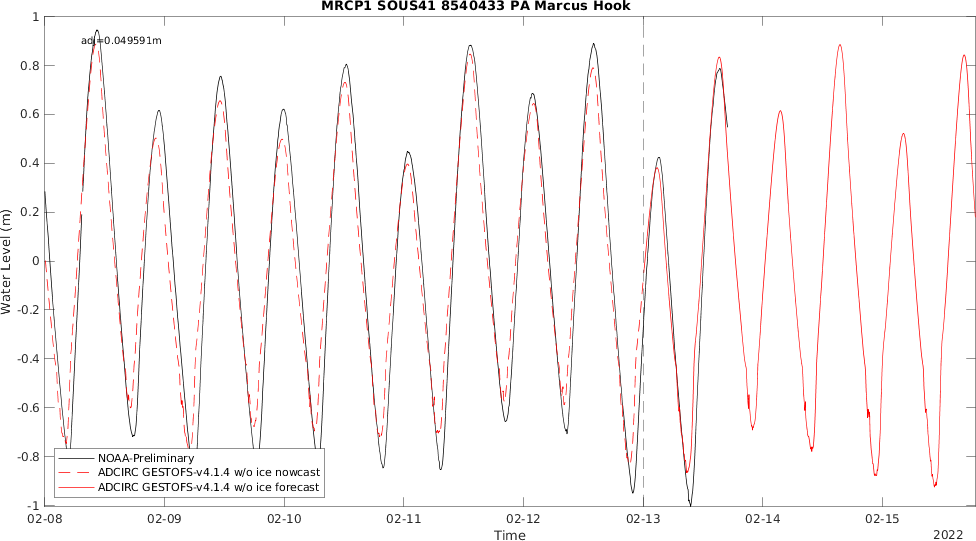 MRCP1 SOUS41 8540433 PA Marcus Hook
adj=0.049591m
Water Level (m)
1
0.8
0.6
0.4
0.2
0
-0.2
-0.4
-0.6
-0.8
-1
NOAA-Preliminary
ADCIRC GESTOFS-v4.1.4 w/o ice nowcast
ADCIRC GESTOFS-v4.1.4 w/o ice forecast
02-08 02-09 02-10 02-11 02-12 02-13 02-14 02-15
Time
2022